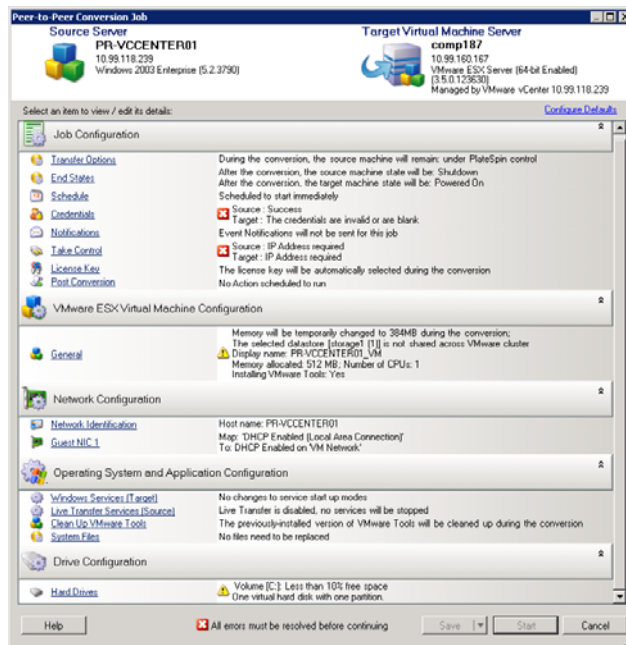 Peer-to-Peer Conversion Job
Source Server
PR-VCCENTER01
10.99.118.239
Windows 2003 Enterprise (5.2.3790)
Target Virtual Machine Server
comp187
10.99.160.167
VMware ESX Server (64-bit Enabled)
(3.5.0.123630)
Managed by VMware vCenter 10.99.118.239
Select an item to view / edit its details:
Configure Defaults
Job Configuration
Transfer Options
During the conversion, the source machine will remain: under PlateSpin control
End States
After the conversion, the source machine state will be: Shutdown
After the conversion, the target machine state will be: Powered On
Schedule
Scheduled to start immediately
Credentials
Source : Success
Target : The credentials are invalid or are blank
Notifications
Event Notifications will not be sent for this job
Take Control
Source : IP Address required
Target : IP Address required
License Key
The license key will be automatically selected during the conversion
Post Conversion
No Action scheduled to run
VMware ESX Virtual Machine Configuration
General
Memory will be temporarily changed to 384MB during the conversion;
The selected datastore [storage1 (1)] is not shared across VMware cluster
Display name: PR-VCCENTER01_VM
Memory allocated: 512 MB; Number of CPUs: 1
Installing VMware Tools: Yes
Network Configuration
Network Identification
Host name: PR-VCCENTER01
Guest NIC 1
Map: 'DHCP Enabled (Local Area Connection)'
To: DHCP Enabled on 'VM Network'
Operating System and Application Configuration
Windows Services (Target)
No changes to service start up modes
Live Transfer Services (Source)
Live Transfer is disabled, no services will be stopped
Clean Up VMware Tools
The previously-installed version of VMware Tools will be cleaned up during the conversion
System Files
No files need to be replaced
Drive Configuration
Hard Drives
Volume [C:]: Less than 10% free space
One virtual hard disk with one partition.
Help
All errors must be resolved before continuing
Save
Start
Cancel